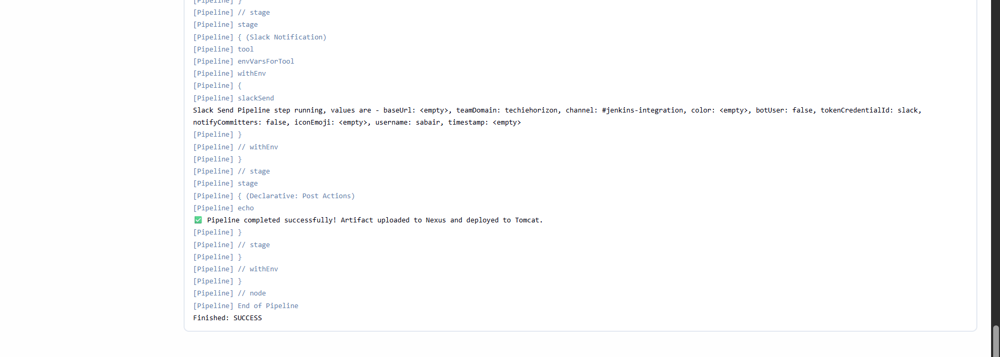 [Pipeline] }
[Pipeline] // stage
[Pipeline] stage
[Pipeline] { (Slack Notification)
[Pipeline] tool
[Pipeline] envVarsForTool
[Pipeline] withEnv
[Pipeline] {
[Pipeline] slackSend
Slack Send Pipeline step running, values are - baseUrl: <empty>, teamDomain: techiehorizon, channel: #jenkins-integration, color: <empty>, botUser: false, tokenCredentialId: slack,
notifyCommitters: false, iconEmoji: <empty>, username: sabair, timestamp: <empty>
[Pipeline] }
[Pipeline] // withEnv
[Pipeline] }
[Pipeline] // stage
[Pipeline] stage
[Pipeline] { (Declarative: Post Actions)
[Pipeline] echo
✅ Pipeline completed successfully! Artifact uploaded to Nexus and deployed to Tomcat.
[Pipeline] }
[Pipeline] // stage
[Pipeline] }
[Pipeline] // withEnv
[Pipeline] }
[Pipeline] // node
[Pipeline] End of Pipeline
Finished: SUCCESS